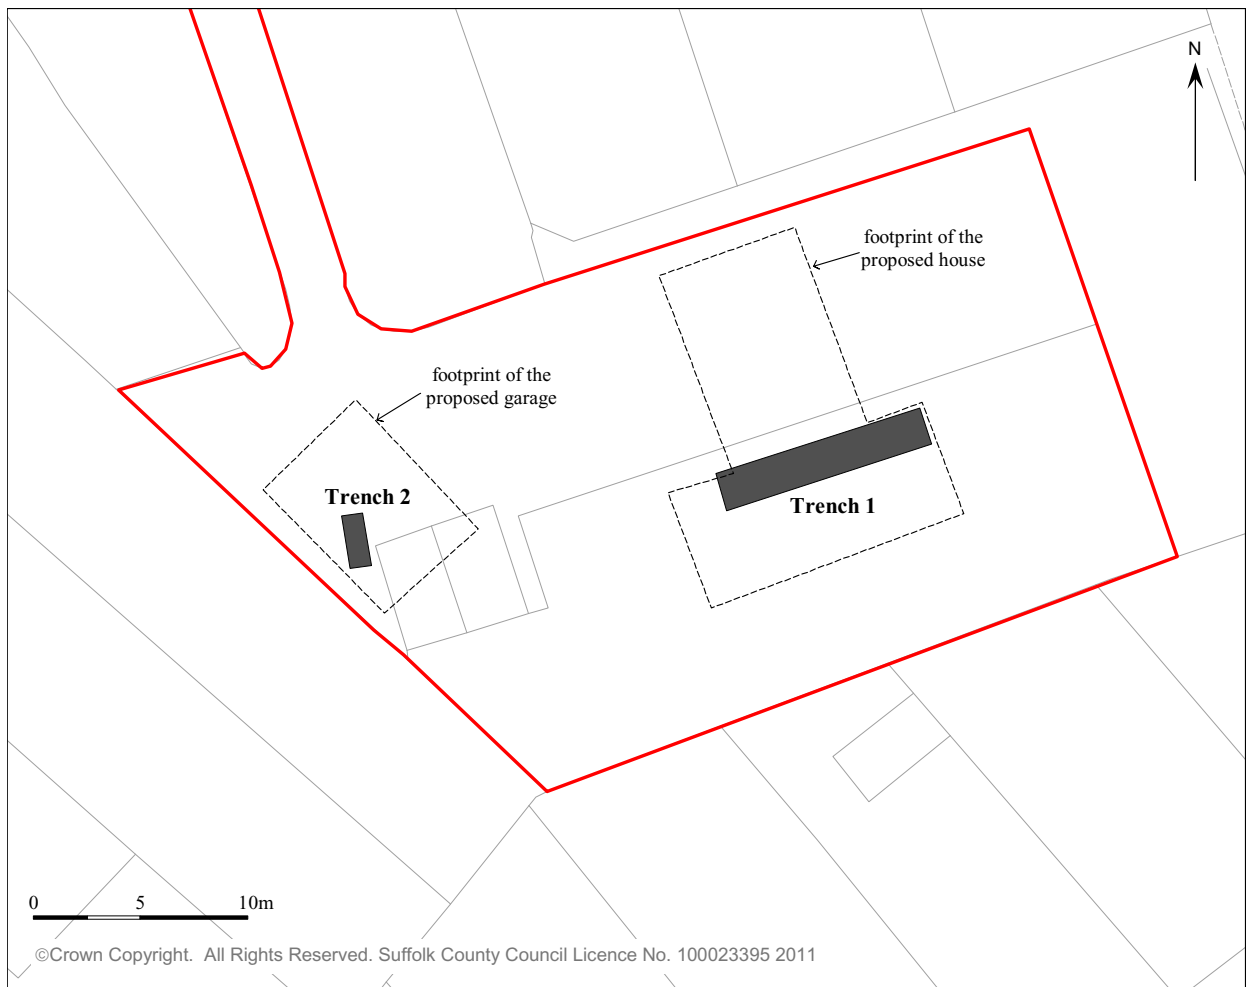 N
footprint of the
proposed house
footprint of the
proposed garage
Trench 2
Trench 1
0 5 10m
©Crown Copyright. All Rights Reserved. Suffolk County Council Licence No. 100023395 2011